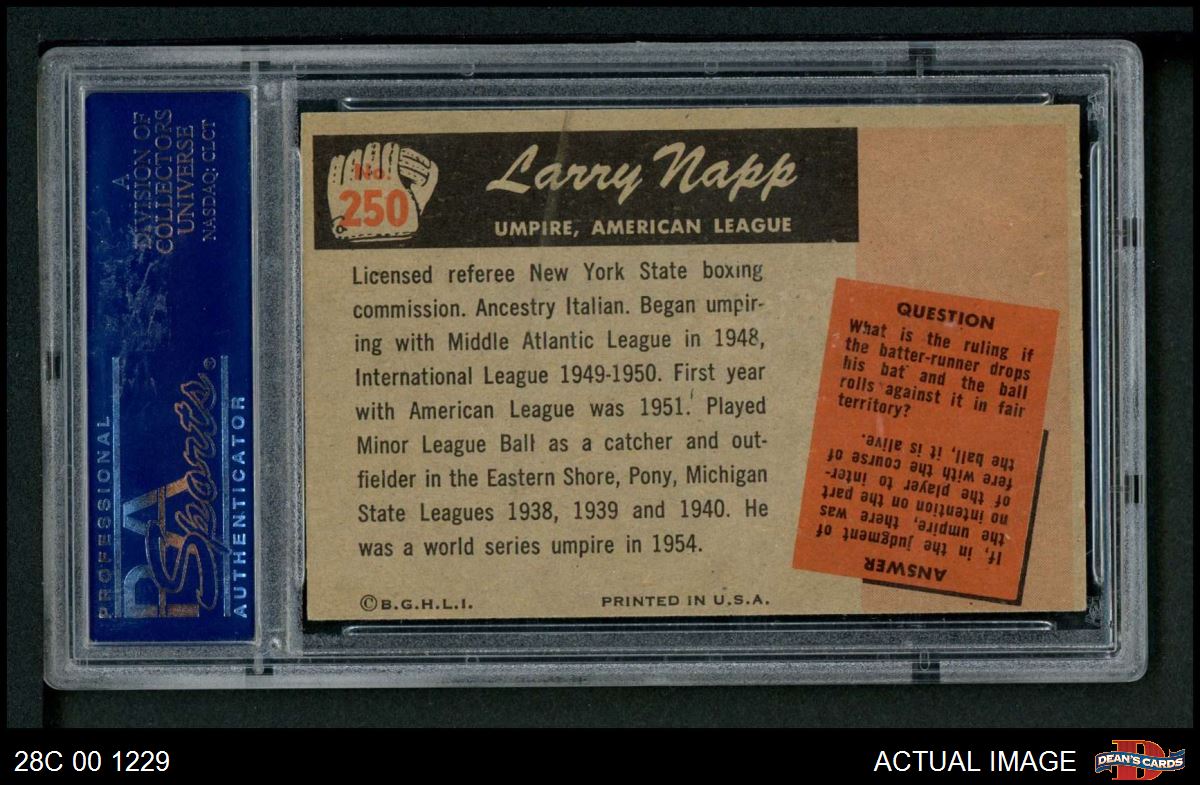 A
DIVISION OF
COLLECTORS
UNIVERSE
NASDAQ: CLCT
PROFESSIONAL
PSA
Sports®
AUTHENTICATOR
No.
250
Larry Napp
UMPIRE, AMERICAN LEAGUE
Licensed referee New York State boxing
commission. Ancestry Italian. Began umpir-
ing with Middle Atlantic League in 1948,
International League 1949-1950. First year
with American League was 1951. Played
Minor League Ball as a catcher and out-
fielder in the Eastern Shore, Pony, Michigan
State Leagues 1938, 1939 and 1940. He
was a world series umpire in 1954.
©B.G.H.L.I.
PRINTED IN U.S.A.
QUESTION
What is the ruling if
the batter-runner drops
his bat and the ball
rolls against it in fair
territory?
ANSWER
If, in the judgment of
the umpire, there was
no intention on the part
of the player to inter-
fere with the course of
the ball, it is alive.
28C 00 1229
ACTUAL IMAGE
D
DEAN'S CARDS